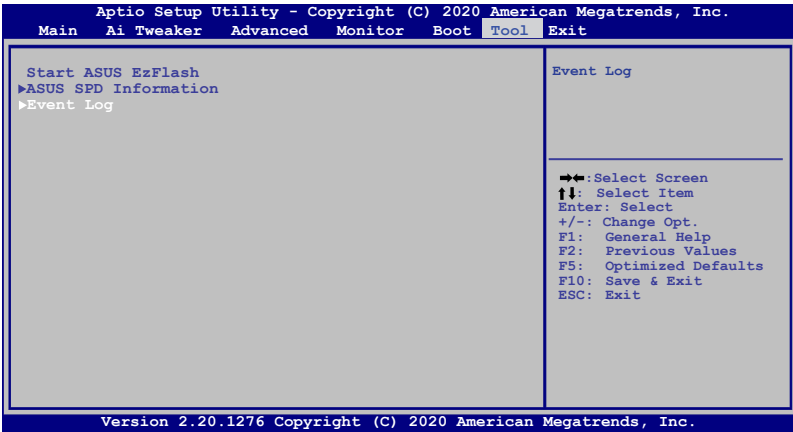 Aptio Setup Utility - Copyright (C) 2020 American Megatrends, Inc.
Main Ai Tweaker Advanced Monitor Boot Tool Exit
Start ASUS EzFlash
▶ASUS SPD Information
▶Event Log
Event Log
→←:Select Screen
↑↓: Select Item
Enter: Select
+/-: Change Opt.
F1: General Help
F2: Previous Values
F5: Optimized Defaults
F10: Save & Exit
ESC: Exit
Version 2.20.1276 Copyright (C) 2020 American Megatrends, Inc.